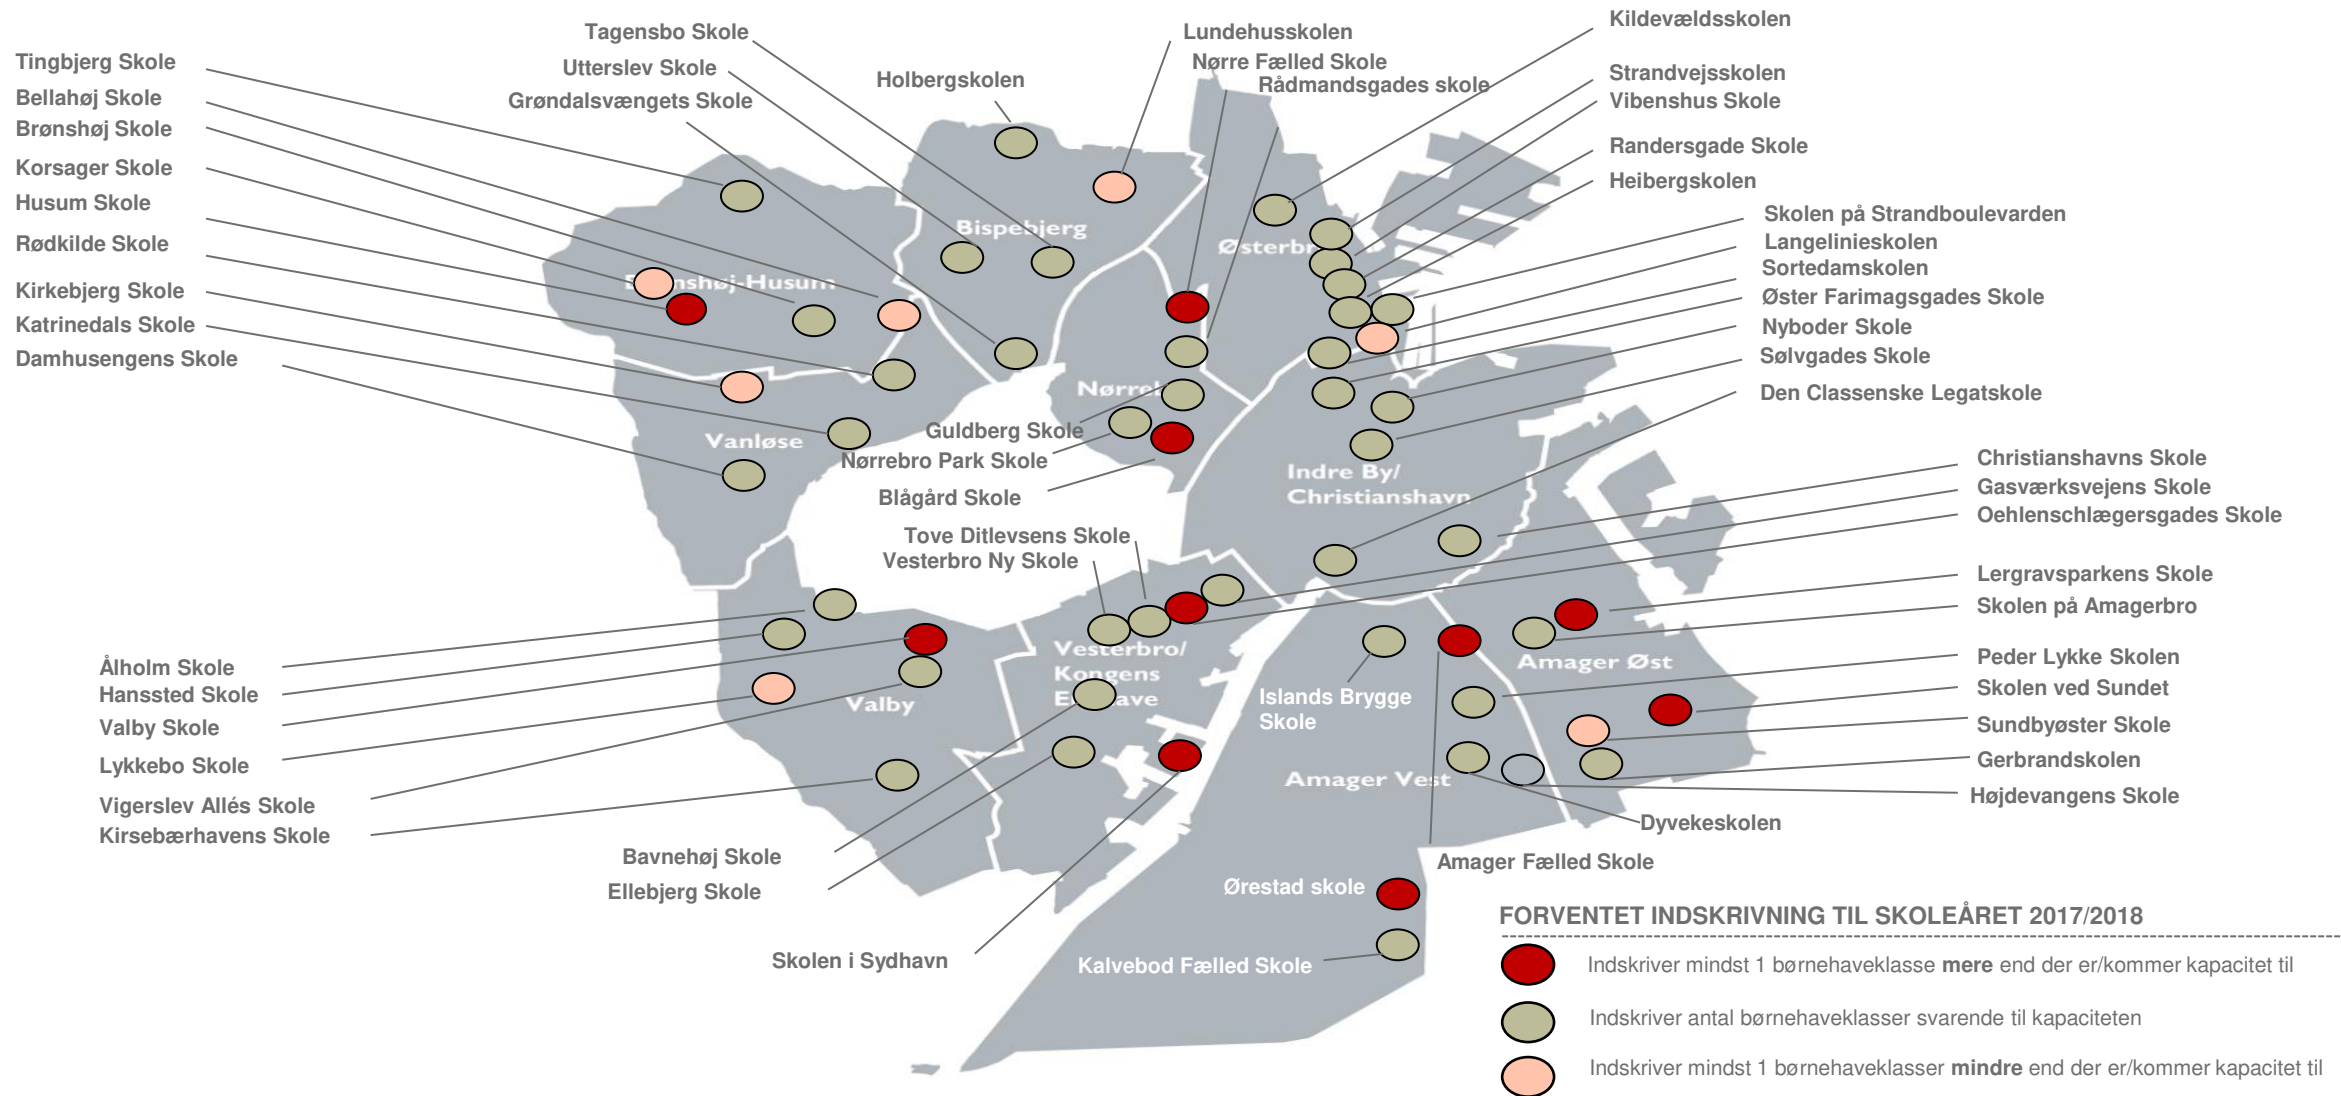 Tingbjerg Skole
Bellahøj Skole
Brønshøj Skole
Korsager Skole
Husum Skole
Rødkilde Skole
Kirkebjerg Skole
Katrinedals Skole
Damhusengens Skole
Tagensbo Skole
Utterslev Skole
Grøndalsvængets Skole
Holbergskolen
Lundehusskolen
Nørre Fælled Skole
Rådmandsgades skole
Kildevældsskolen
Strandvejsskolen
Vibenshus Skole
Randersgade Skole
Heibergskolen
Skolen på Strandboulevarden
Langelinieskolen
Sortedamskolen
Øster Farimagsgades Skole
Nyboder Skole
Sølvgades Skole
Den Classenske Legatskole
Christianshavns Skole
Gasværksvejens Skole
Oehlenschlægersgades Skole
Lergravsparkens Skole
Skolen på Amagerbro
Peder Lykke Skolen
Skolen ved Sundet
Sundbyøster Skole
Gerbrandskolen
Højdevangens Skole
Dyvekeskolen
Amager Fælled Skole
Bispebjerg
Østerbr
B nshøj-Husum
Nørreb
Vanløse
Guldberg Skole
Nørrebro Park Skole
Blågård Skole
Indre By/
Christianshavn
Tove Ditlevsens Skole
Vesterbro Ny Skole
Vesterbro/
Kongens
E ave
Valby
Amager Øst
Islands Brygge
Skole
Amager Vest
Ørestad skole
Kalvebod Fælled Skole
Ålholm Skole
Hanssted Skole
Valby Skole
Lykkebo Skole
Vigerslev Allés Skole
Kirsebærhavens Skole
Bavnehøj Skole
Ellebjerg Skole
Skolen i Sydhavn
FORVENTET INDSKRIVNING TIL SKOLEÅRET 2017/2018
Indskriver mindst 1 børnehaveklasse mere end der er/kommer kapacitet til
Indskriver antal børnehaveklasser svarende til kapaciteten
Indskriver mindst 1 børnehaveklasser mindre end der er/kommer kapacitet til